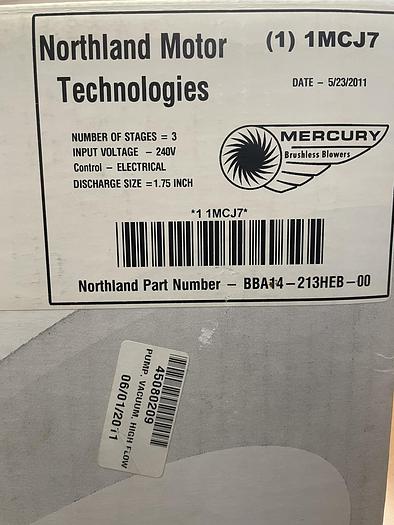 Northland Motor
Technologies
(1) 1MCJ7
DATE - 5/23/2011
NUMBER OF STAGES = 3
INPUT VOLTAGE - 240V
Control - ELECTRICAL
DISCHARGE SIZE =1.75 INCH
MERCURY
Brushless Blowers
*1 1MCJ7*
Northland Part Number - BBA14-213HEB-00
45080209
PUMP, VACUUM, HIGH FLOW
06/01/2011